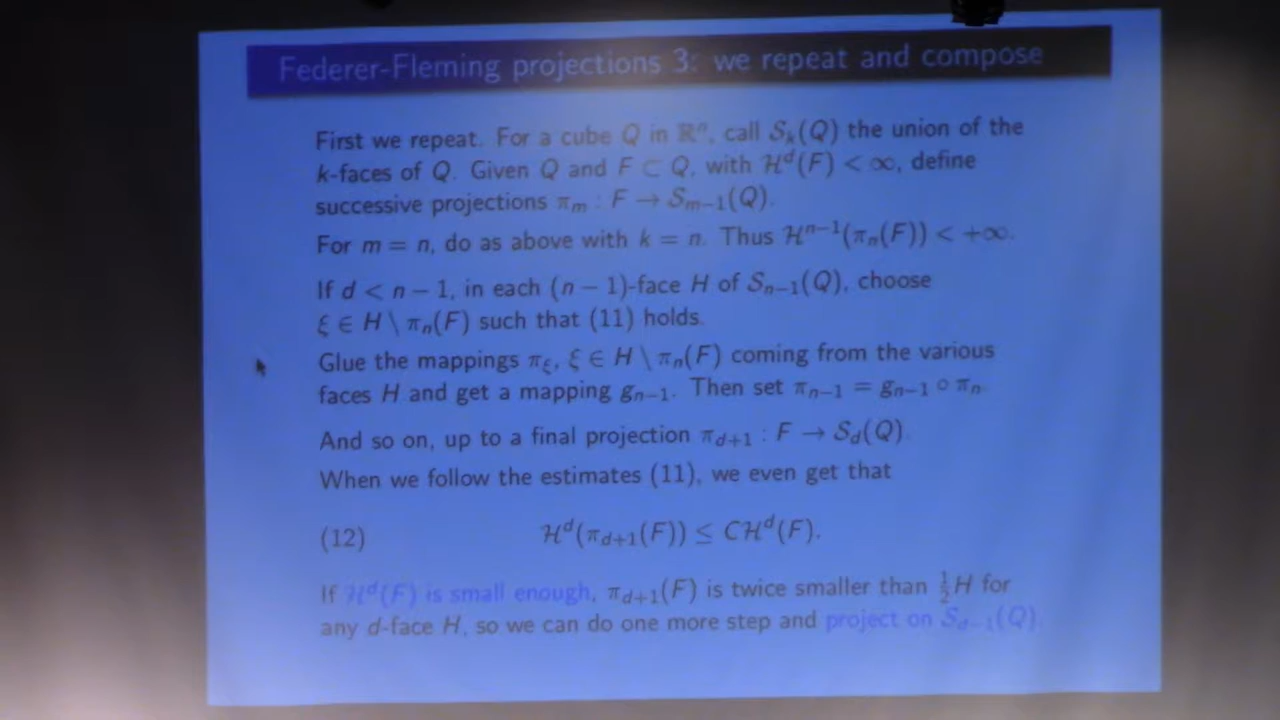 Federer-Fleming projections 3: we repeat and compose
First we repeat. For a cube Q in ℝⁿ, call Sₖ(Q) the union of the
k-faces of Q. Given Q and F ⊂ Q, with ℋᵈ(F) < ∞, define
successive projections πₘ : F → Sₘ₋₁(Q).
For m = n, do as above with k = n. Thus ℋⁿ⁻¹(πₙ(F)) < +∞.
If d < n − 1, in each (n − 1)-face H of Sₙ₋₁(Q), choose
ξ ∈ H \ πₙ(F) such that (11) holds.
Glue the mappings π_ξ, ξ ∈ H \ πₙ(F) coming from the various
faces H and get a mapping gₙ₋₁. Then set πₙ₋₁ = gₙ₋₁ ∘ πₙ.
And so on, up to a final projection π_{d+1} : F → S_d(Q).
When we follow the estimates (11), we even get that
(12) ℋᵈ(π_{d+1}(F)) ≤ Cℋᵈ(F).
If ℋᵈ(F) is small enough, π_{d+1}(F) is twice smaller than ½H for
any d-face H, so we can do one more step and project on S_{d−1}(Q).